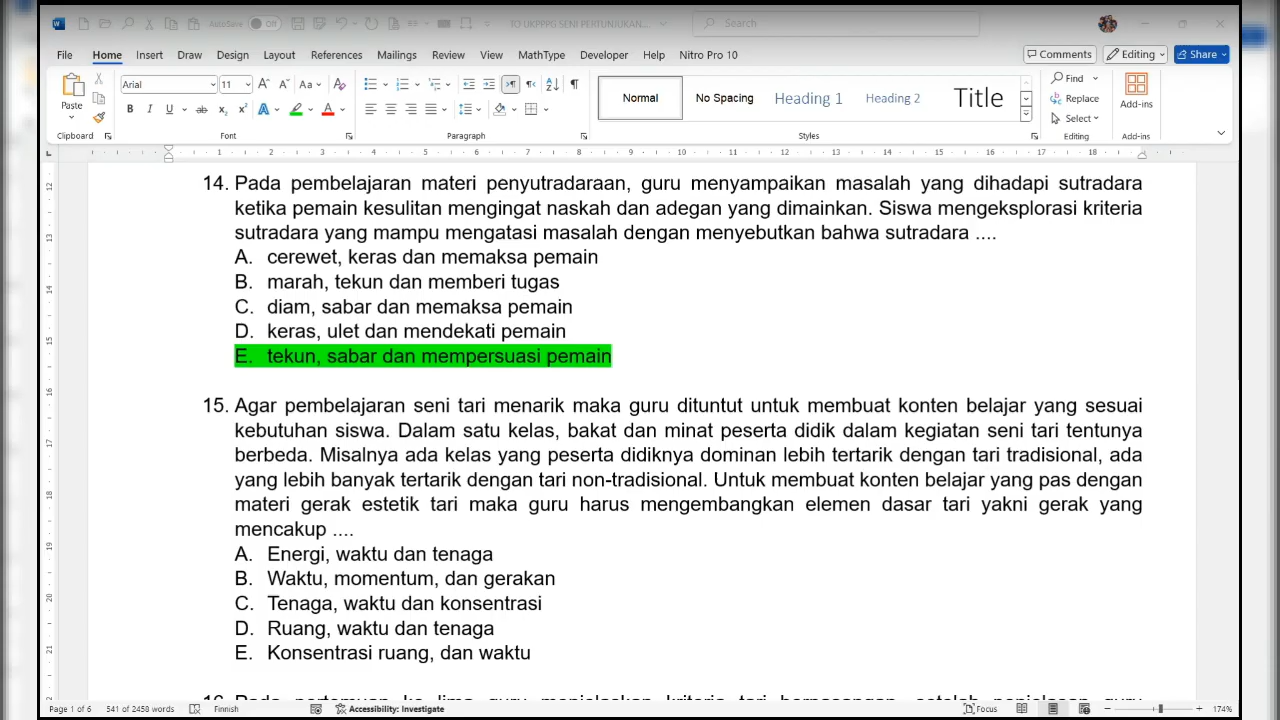 AutoSave Off TO UKPPPG SENI PERTUNJUKAN... Search
File Home Insert Draw Design Layout References Mailings Review View MathType Developer Help Nitro Pro 10 Comments Editing Share
Paste Arial 11 Normal No Spacing Heading 1 Heading 2 Title Find Replace Select Add-ins
Clipboard Font Paragraph Styles Editing Add-ins
14. Pada pembelajaran materi penyutradaraan, guru menyampaikan masalah yang dihadapi sutradara
ketika pemain kesulitan mengingat naskah dan adegan yang dimainkan. Siswa mengeksplorasi kriteria
sutradara yang mampu mengatasi masalah dengan menyebutkan bahwa sutradara ....
A. cerewet, keras dan memaksa pemain
B. marah, tekun dan memberi tugas
C. diam, sabar dan memaksa pemain
D. keras, ulet dan mendekati pemain
E. tekun, sabar dan mempersuasi pemain
15. Agar pembelajaran seni tari menarik maka guru dituntut untuk membuat konten belajar yang sesuai
kebutuhan siswa. Dalam satu kelas, bakat dan minat peserta didik dalam kegiatan seni tari tentunya
berbeda. Misalnya ada kelas yang peserta didiknya dominan lebih tertarik dengan tari tradisional, ada
yang lebih banyak tertarik dengan tari non-tradisional. Untuk membuat konten belajar yang pas dengan
materi gerak estetik tari maka guru harus mengembangkan elemen dasar tari yakni gerak yang
mencakup ....
A. Energi, waktu dan tenaga
B. Waktu, momentum, dan gerakan
C. Tenaga, waktu dan konsentrasi
D. Ruang, waktu dan tenaga
E. Konsentrasi ruang, dan waktu
Page 1 of 6 541 of 2458 words Finnish Accessibility: Investigate Focus 174%